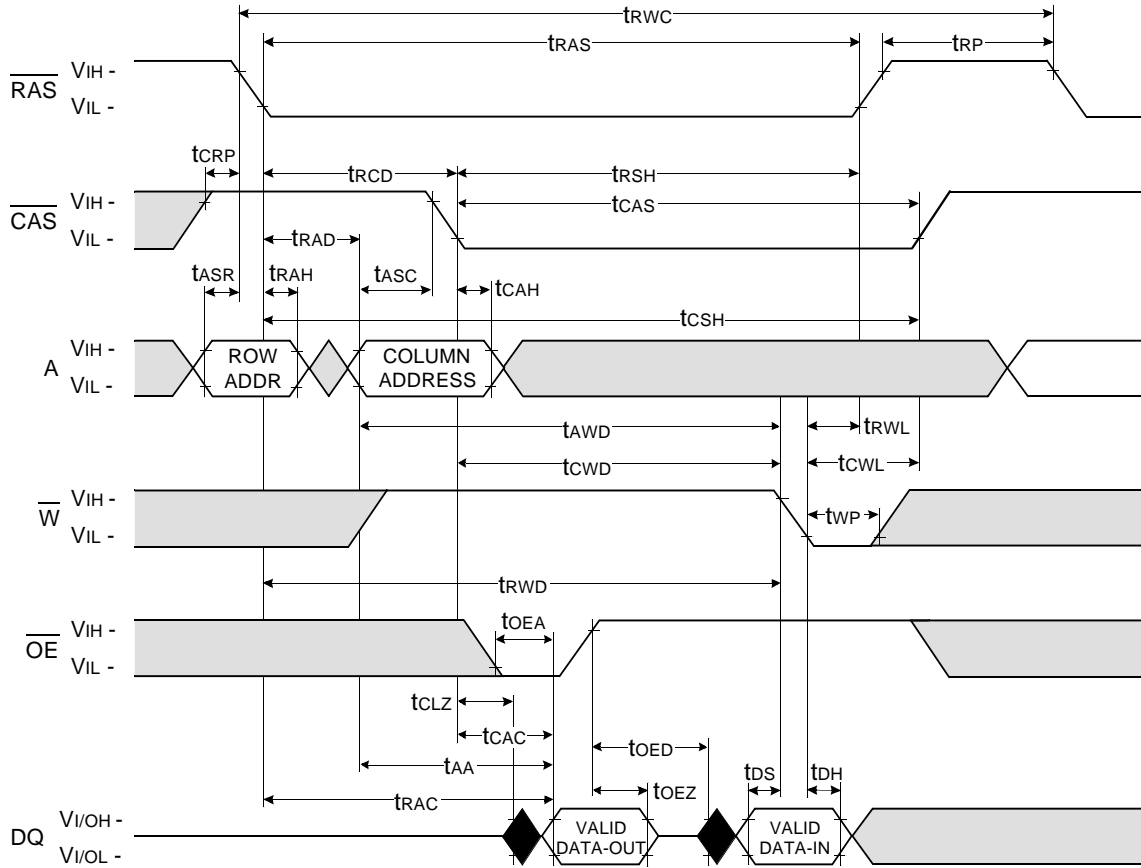 tRWC
tRAS
tRP
RAS
VIH -
VIL -
tCRP
tRCD
tRSH
CAS
VIH -
VIL -
tCAS
tRAD
tASR
tRAH
tASC
tCAH
tCSH
A
VIH -
VIL -
ROW
ADDR
COLUMN
ADDRESS
tAWD
tRWL
tCWD
tCWL
W
VIH -
VIL -
tWP
tRWD
OE
VIH -
VIL -
tOEA
tCLZ
tCAC
tOED
tAA
tDS
tDH
tRAC
tOEZ
DQ
VI/OH -
VI/OL -
VALID
DATA-OUT
VALID
DATA-IN